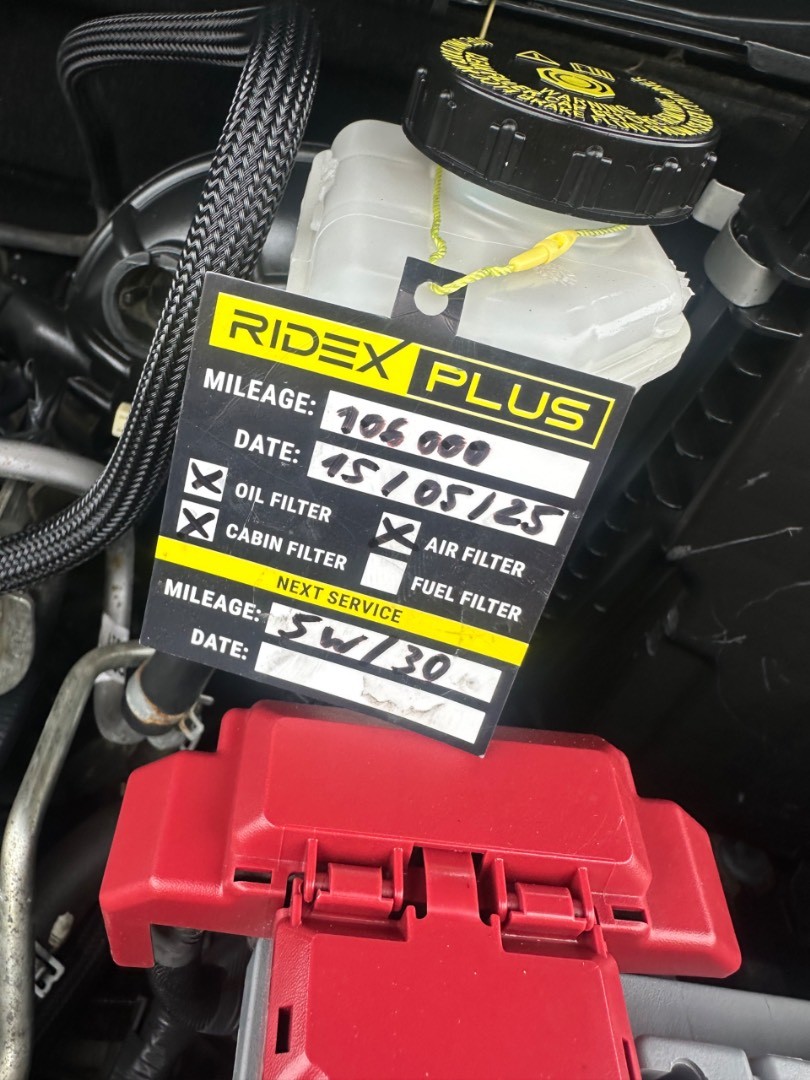 WARNING
RIDEX PLUS
MILEAGE: 106 000
DATE: 15/05/25
OIL FILTER
CABIN FILTER
AIR FILTER
FUEL FILTER
NEXT SERVICE
MILEAGE: 5W/30
DATE: